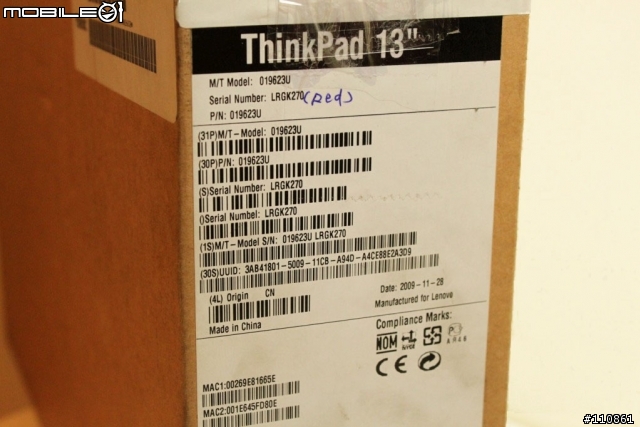 MOBILE01
ThinkPad 13"
M/T Model: 019623U
Serial Number: LRGK270 (Red)
P/N: 019623U
(31P)M/T-Model: 019623U
(30P)P/N: 019623U
(S)Serial Number: LRGK270
()Serial Numbel: LRGK270
(1S)M/T-Model S/N: 019623U LRGK270
(30S)UUID: 3AB41801-5009-11CB-A94D-A4CE88E2A3D9
(4L) Origin CN
Made in China
Date: 2009-11-28
Manufactured for Lenovo
Compliance Marks:
NOM
CE
MAC1:00269E81665E
MAC2:001E645FD80E
#110861